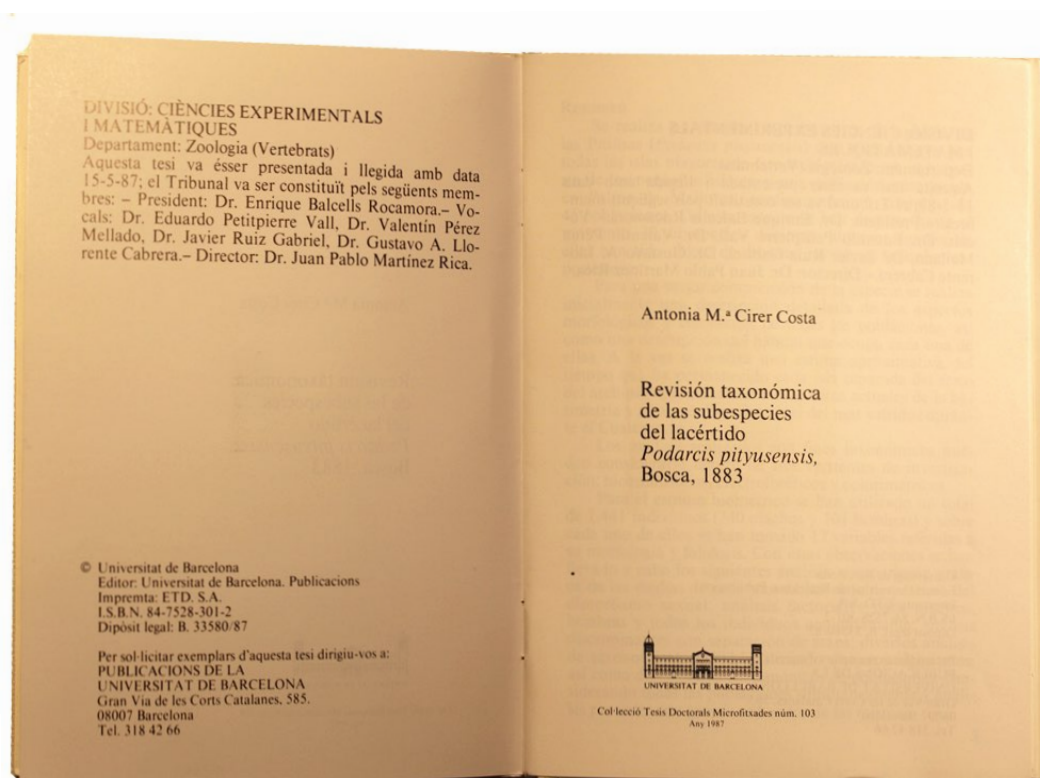 DIVISIÓ: CIÈNCIES EXPERIMENTALS
I MATEMÀTIQUES
Departament: Zoologia (Vertebrats)
Aquesta tesi va ésser presentada i llegida amb data
15-5-87; el Tribunal va ser constituït pels següents mem-
bres: – President: Dr. Enrique Balcells Rocamora.– Vo-
cals: Dr. Eduardo Petitpierre Vall, Dr. Valentín Pérez
Mellado, Dr. Javier Ruiz Gabriel, Dr. Gustavo A. Llo-
rente Cabrera.– Director: Dr. Juan Pablo Martínez Rica.
© Universitat de Barcelona
Editor: Universitat de Barcelona. Publicacions
Impremta: ETD. S.A.
I.S.B.N. 84-7528-301-2
Dipòsit legal: B. 33580/87
Per sol·licitar exemplars d'aquesta tesi dirigiu-vos a:
PUBLICACIONS DE LA
UNIVERSITAT DE BARCELONA
Gran Via de les Corts Catalanes, 585.
08007 Barcelona
Tel. 318 42 66
Antonia M.ª Cirer Costa
Revisión taxonómica
de las subespecies
del lacértido
Podarcis pityusensis,
Bosca, 1883
UNIVERSITAT DE BARCELONA
Col·lecció Tesis Doctorals Microfitxades núm. 103
Any 1987